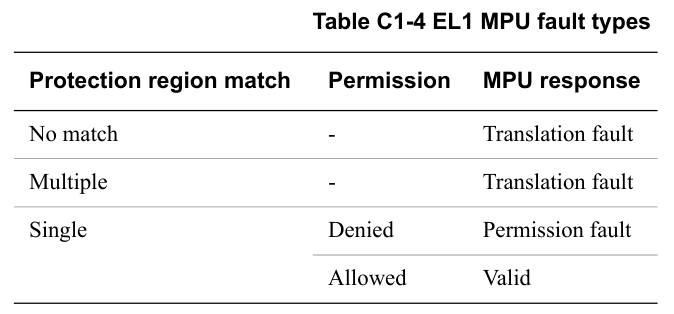 Table C1-4 EL1 MPU fault types
Protection region match Permission MPU response
No match - Translation fault
Multiple - Translation fault
Single Denied Permission fault
Allowed Valid